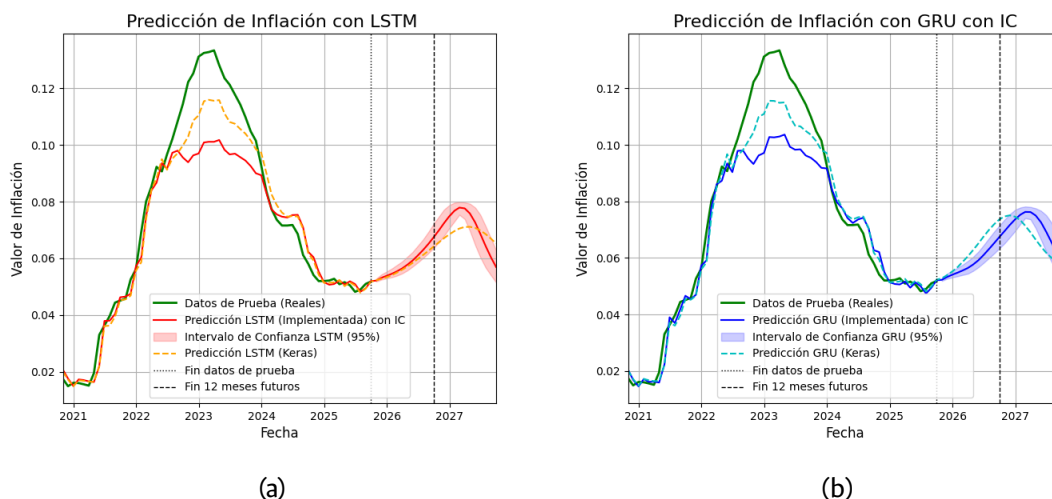 Predicción de Inflación con LSTM
Valor de Inflación
0.12
0.10
0.08
0.06
0.04
0.02
Datos de Prueba (Reales)
Predicción LSTM (Implementada) con IC
Intervalo de Confianza LSTM (95%)
Predicción LSTM (Keras)
Fin datos de prueba
Fin 12 meses futuros
2021 2022 2023 2024 2025 2026 2027
Fecha
(a)
Predicción de Inflación con GRU con IC
Valor de Inflación
0.12
0.10
0.08
0.06
0.04
0.02
Datos de Prueba (Reales)
Predicción GRU (Implementada) con IC
Intervalo de Confianza GRU (95%)
Predicción GRU (Keras)
Fin datos de prueba
Fin 12 meses futuros
2021 2022 2023 2024 2025 2026 2027
Fecha
(b)